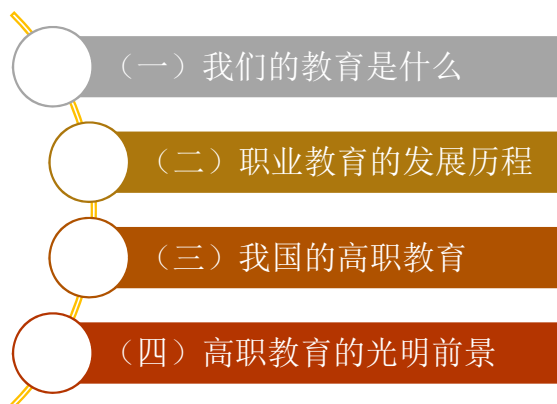 （一）我们的教育是什么
（二）职业教育的发展历程
（三）我国的高职教育
（四）高职教育的光明前景